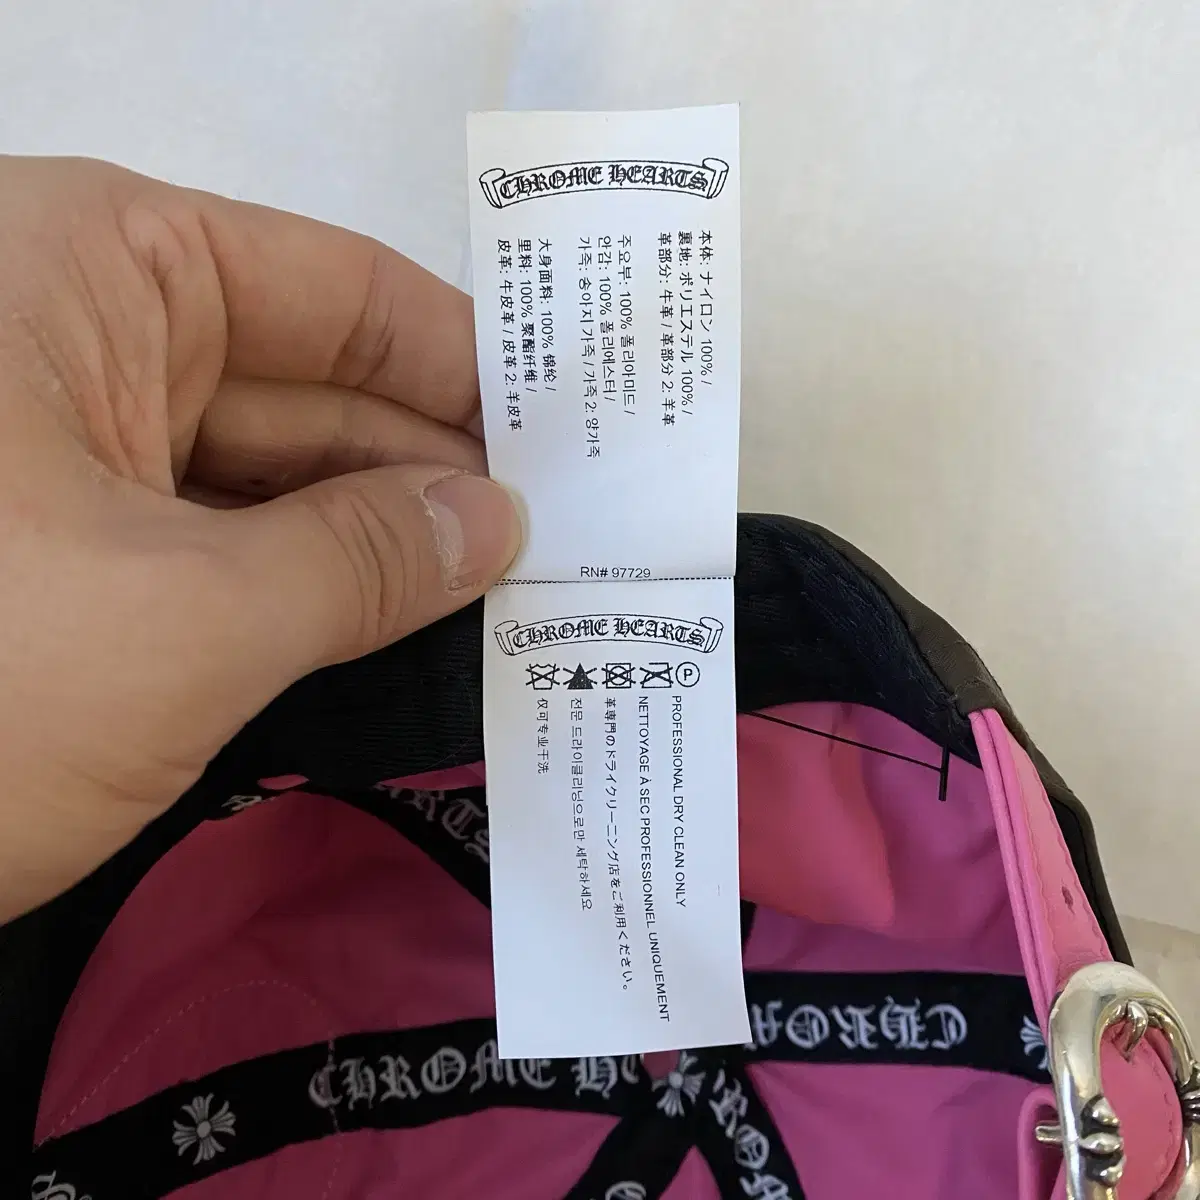 CHROME HEARTS
本体: ナイロン 100% /
裏地: ポリエステル 100% /
革部分: 牛革 / 革部分 2: 羊革
주요부: 100% 폴리아미드 /
안감: 100% 폴리에스터 /
가죽: 송아지 가죽 / 가죽 2: 양가죽
大身面料: 100% 锦纶 /
里料: 100% 聚酯纤维 /
皮革: 牛皮革 / 皮革 2: 羊皮革
RN# 97729
CHROME HEARTS
P
PROFESSIONAL DRY CLEAN ONLY
NETTOYAGE À SEC PROFESSIONNEL UNIQUEMENT
革専門のドライクリーニング店をご利用ください。
전문 드라이클리닝으로만 세탁하세요
仅可专业干洗
HEARTS
CHROME HE
CHRO
ROM